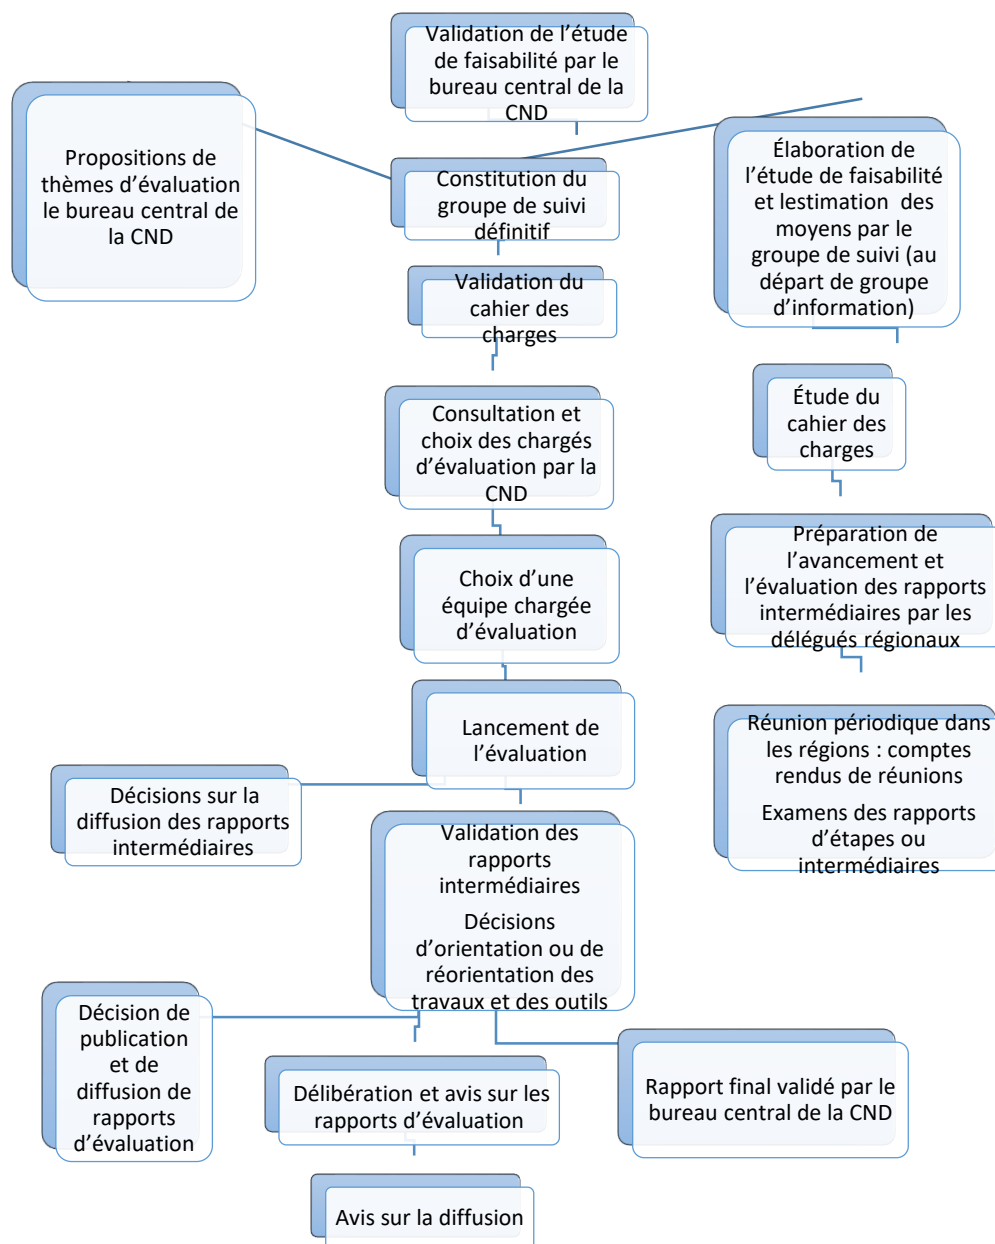 Validation de l’étude
de faisabilité par le
bureau central de la
CND
Propositions de
thèmes d’évaluation
le bureau central de
la CND
Constitution du
groupe de suivi
définitif
Élaboration de
l’étude de faisabilité
et lestimation des
moyens par le
groupe de suivi (au
départ de groupe
d’information)
Validation du
cahier des
charges
Étude du
cahier des
charges
Consultation et
choix des chargés
d’évaluation par la
CND
Préparation de
l’avancement et
l’évaluation des rapports
intermédiaires par les
délégués régionaux
Choix d’une
équipe chargée
d’évaluation
Lancement de
l’évaluation
Réunion périodique dans
les régions : comptes
rendus de réunions
Examens des rapports
d’étapes ou
intermédiaires
Décisions sur la
diffusion des rapports
intermédiaires
Validation des
rapports
intermédiaires
Décisions
d’orientation ou de
réorientation des
travaux et des outils
Décision de
publication
et de
diffusion de
rapports
d’évaluation
Délibération et avis sur les
rapports d’évaluation
Rapport final validé par le
bureau central de la CND
Avis sur la diffusion